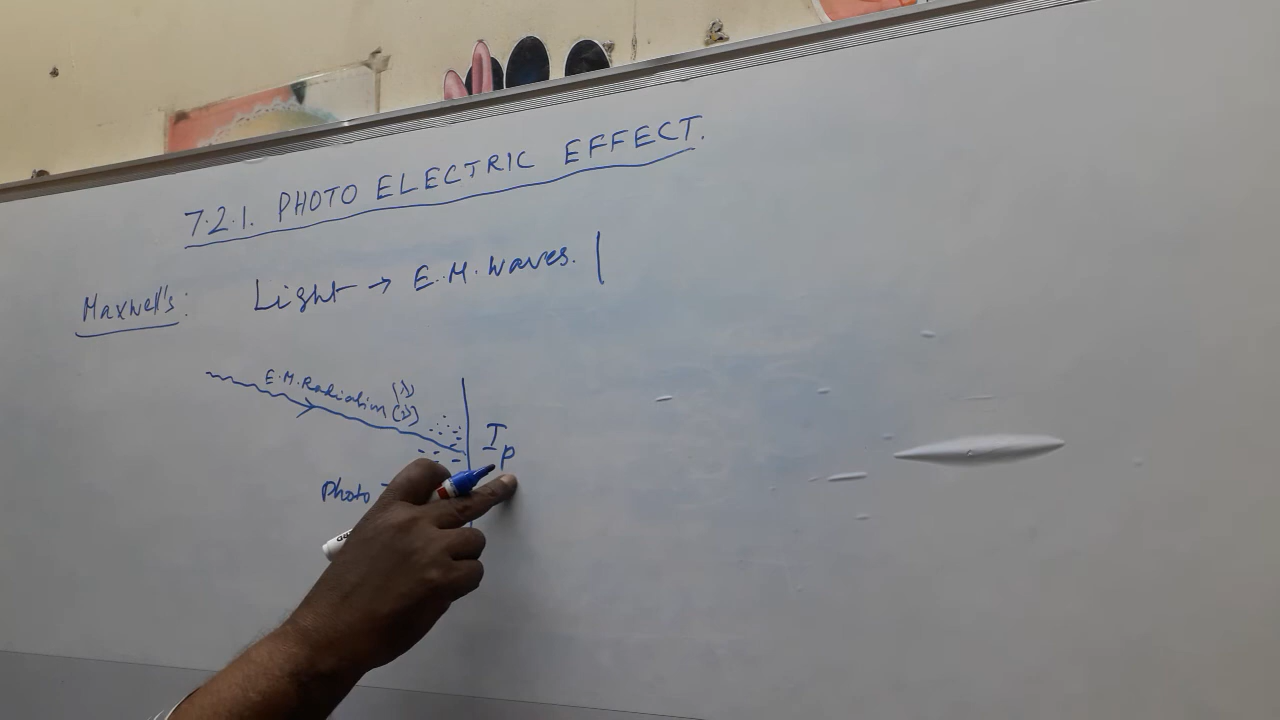 7.2.1. PHOTO ELECTRIC EFFECT.
Maxwell's: Light → E.M. Waves. |
E.M. Radiation (λ)
(ν)
Ip
Photo